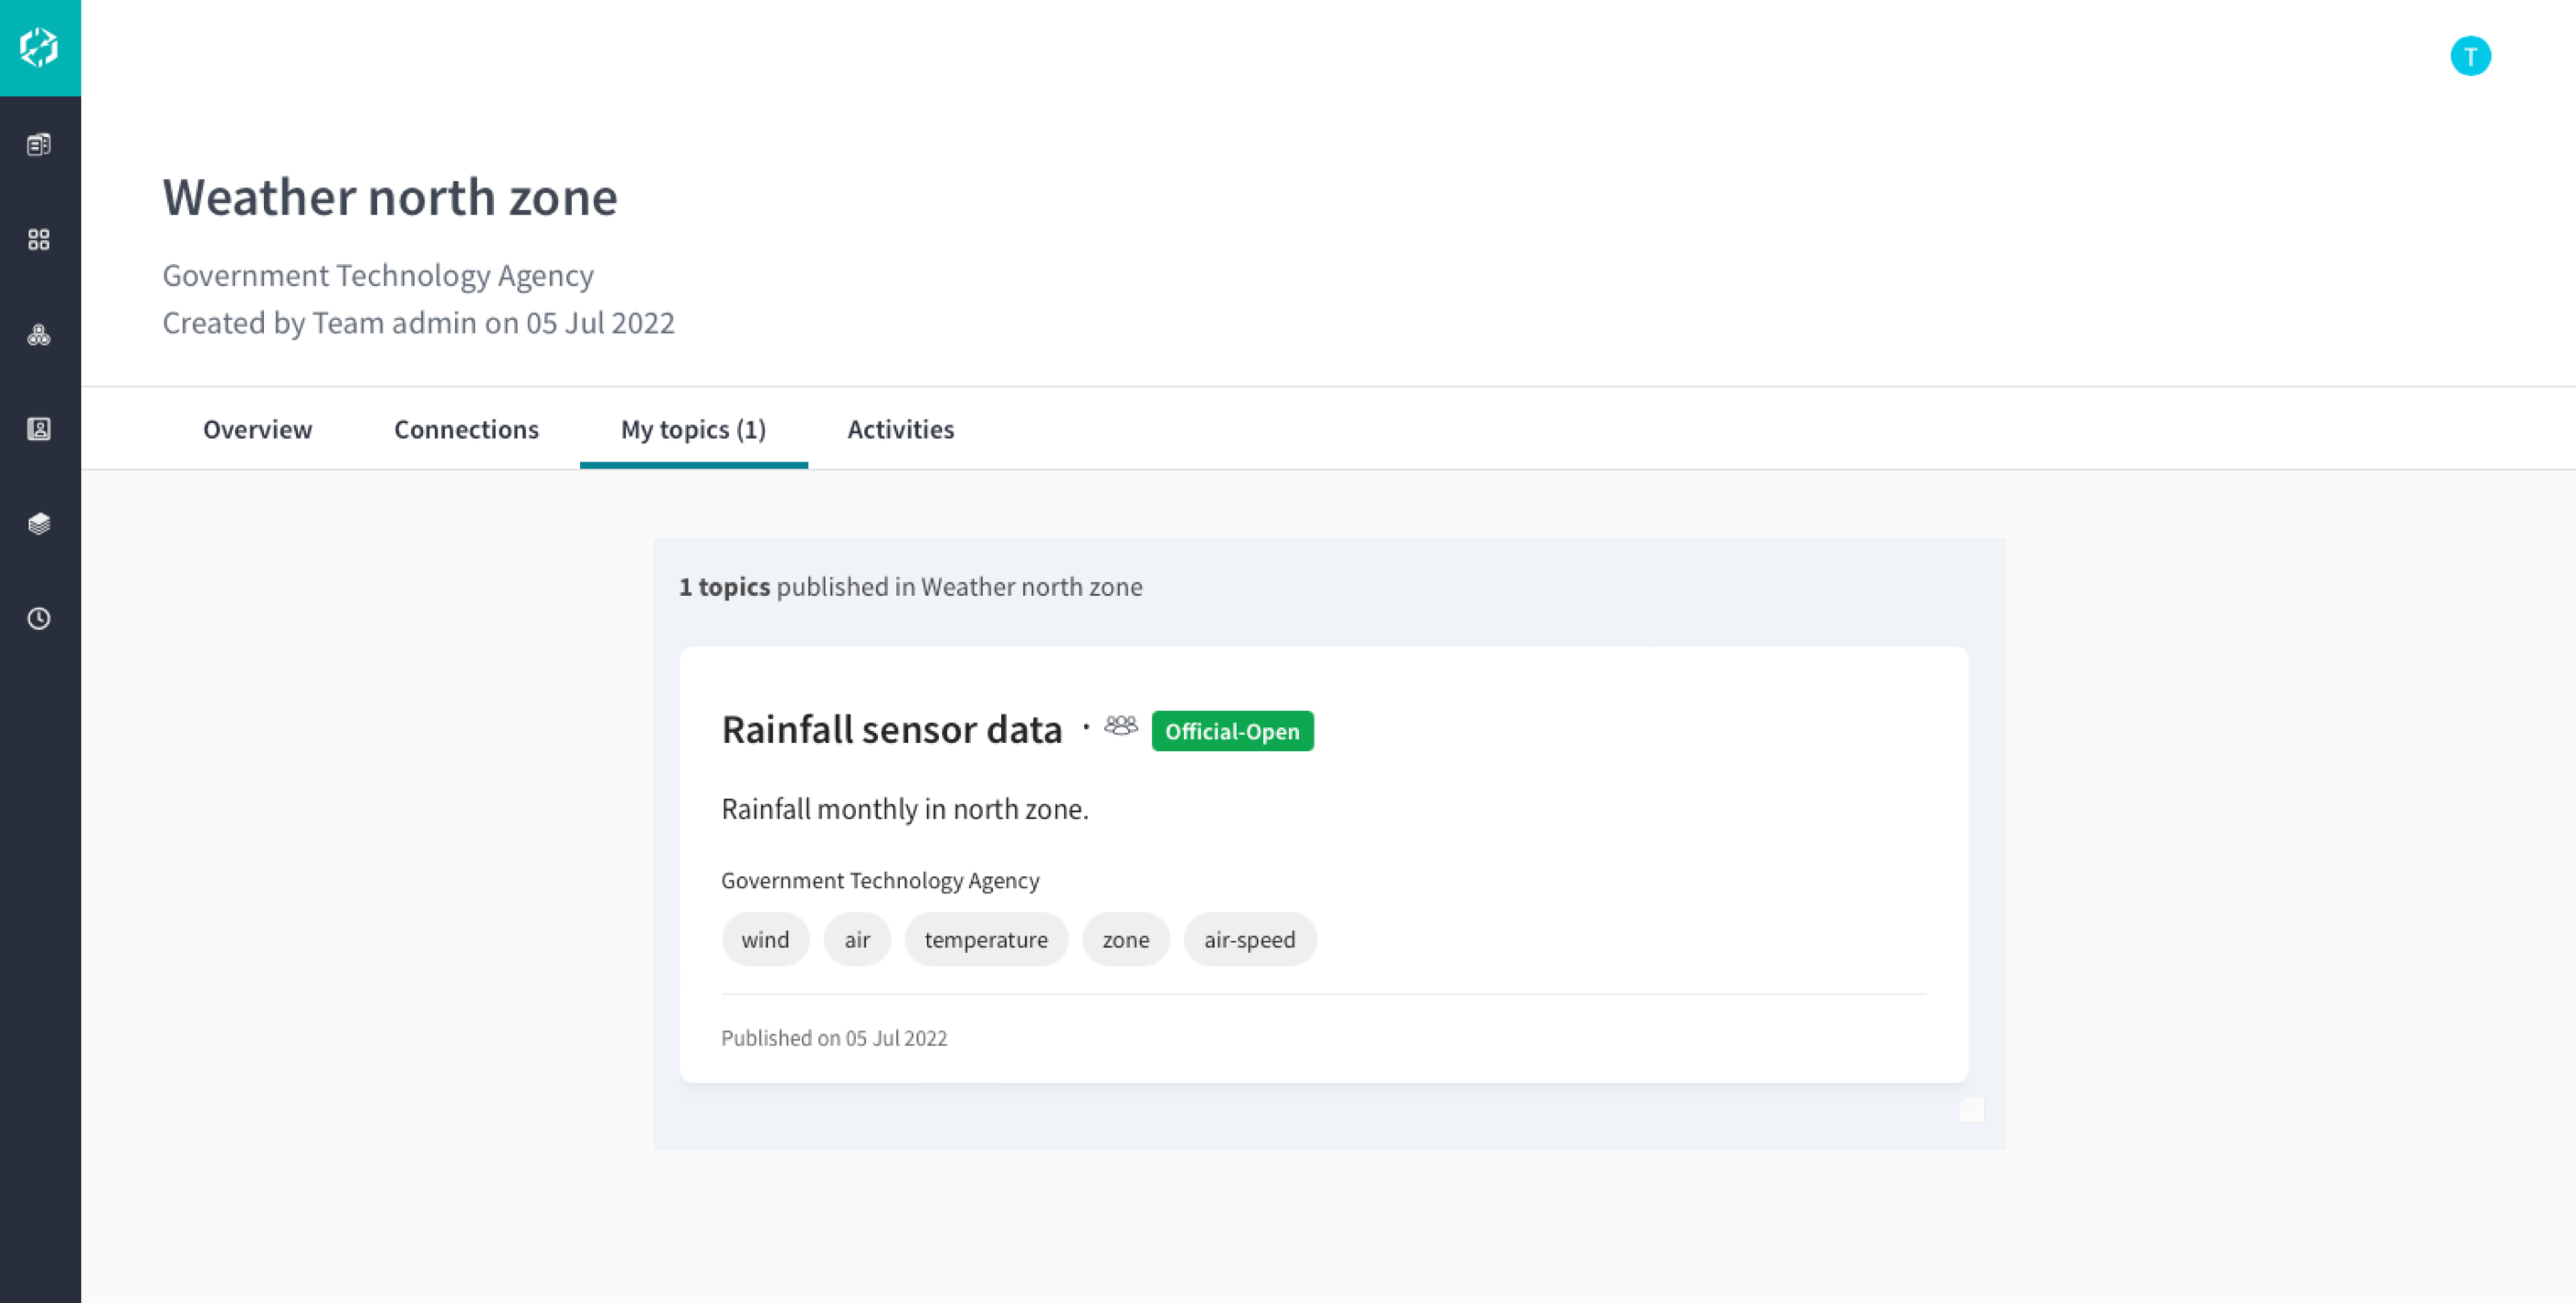 T
Weather north zone
Government Technology Agency
Created by Team admin on 05 Jul 2022
Overview Connections My topics (1) Activities
1 topics published in Weather north zone
Rainfall sensor data · Official-Open
Rainfall monthly in north zone.
Government Technology Agency
wind air temperature zone air-speed
Published on 05 Jul 2022